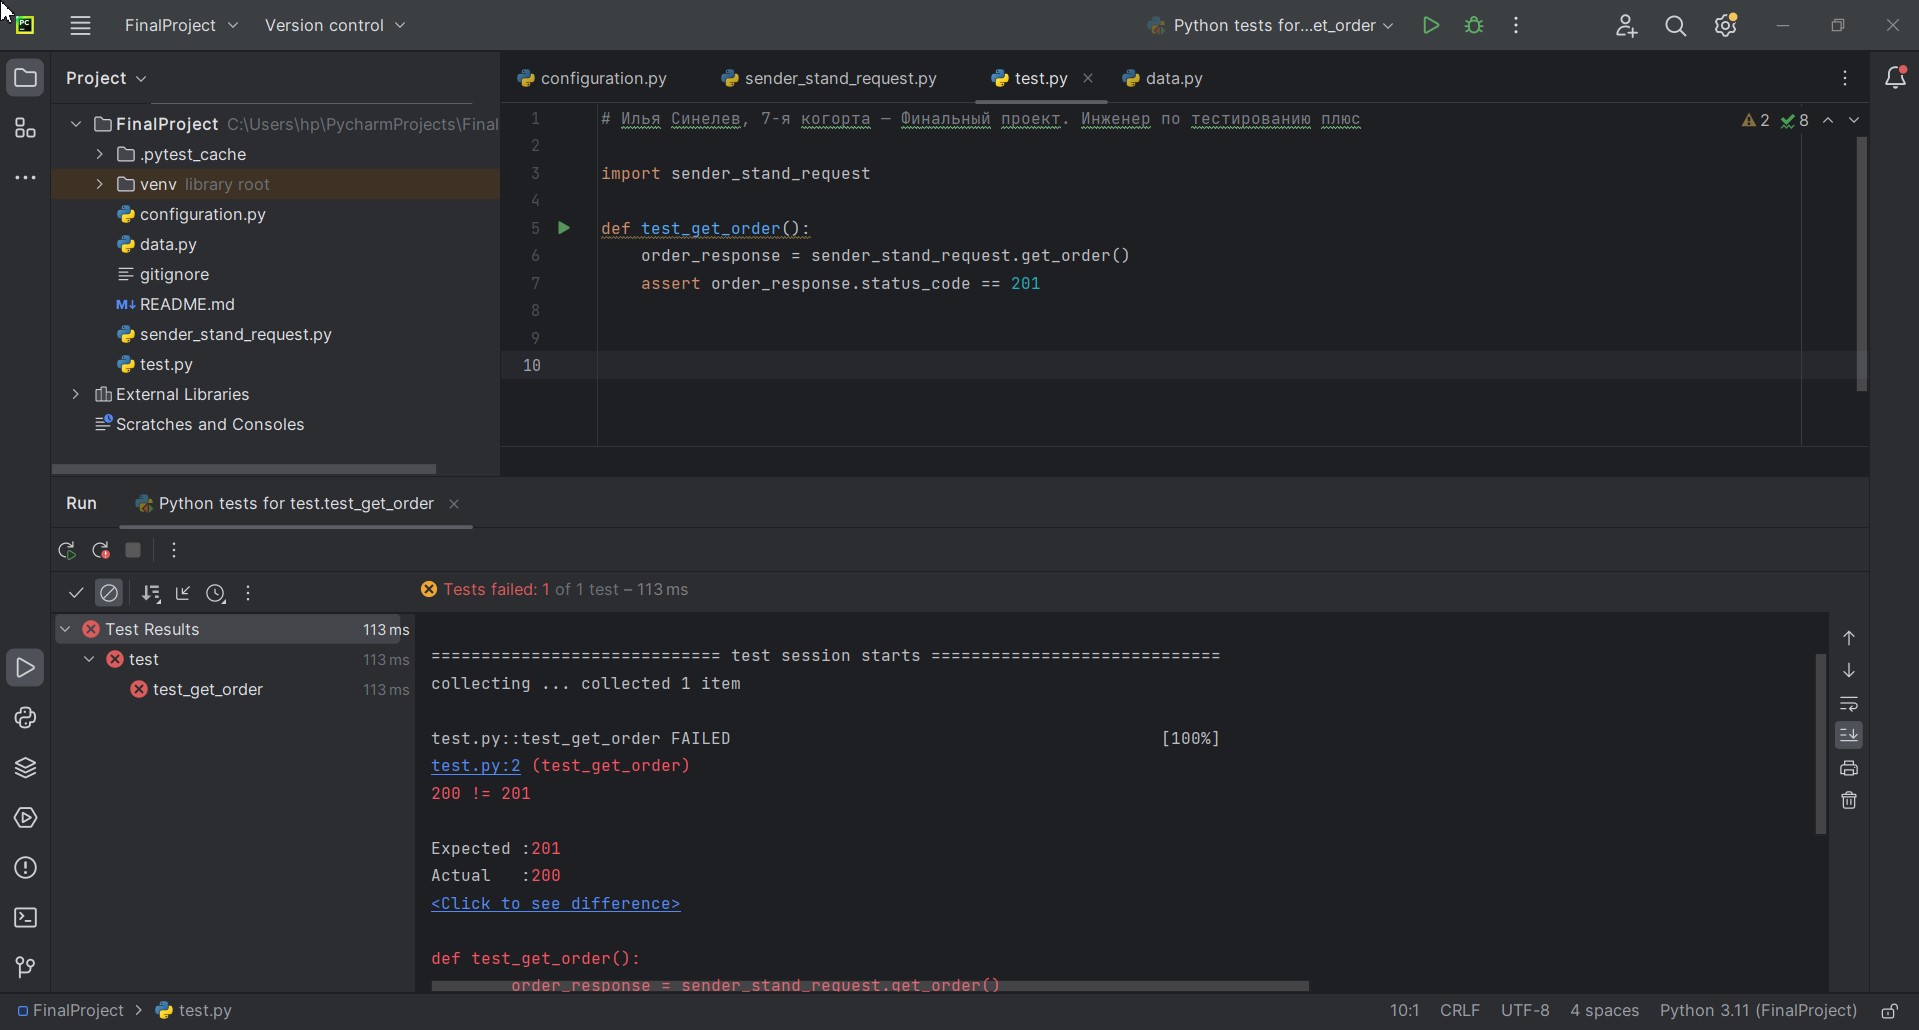 PC FinalProject Version control Python tests for...et_order
Project configuration.py sender_stand_request.py test.py data.py
FinalProject C:\Users\hp\PycharmProjects\Final
.pytest_cache
venv library root
configuration.py
data.py
gitignore
M↓ README.md
sender_stand_request.py
test.py
External Libraries
Scratches and Consoles
1 # Илья Синелев, 7-я когорта — Финальный проект. Инженер по тестированию плюс
2 8
2
3 import sender_stand_request
4
5 def test_get_order():
6 order_response = sender_stand_request.get_order()
7 assert order_response.status_code == 201
8
9
10
Run Python tests for test.test_get_order
Tests failed: 1 of 1 test – 113 ms
Test Results 113 ms
test 113 ms
test_get_order 113 ms
============================= test session starts =============================
collecting ... collected 1 item
test.py::test_get_order FAILED [100%]
test.py:2 (test_get_order)
200 != 201
Expected :201
Actual :200
<Click to see difference>
def test_get_order():
order_response = sender_stand_request.get_order()
FinalProject > test.py 10:1 CRLF UTF-8 4 spaces Python 3.11 (FinalProject)